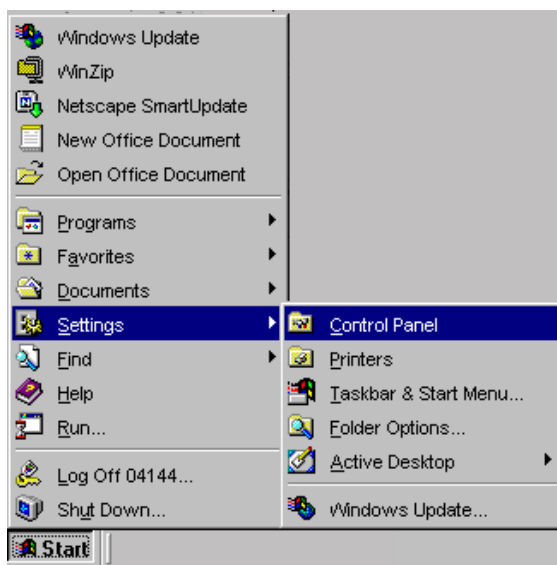 Windows Update
WinZip
Netscape SmartUpdate
New Office Document
Open Office Document
Programs
Favorites
Documents
Settings
Find
Help
Run...
Log Off 04144...
Shut Down...
Start
Control Panel
Printers
Taskbar & Start Menu...
Folder Options...
Active Desktop
Windows Update...